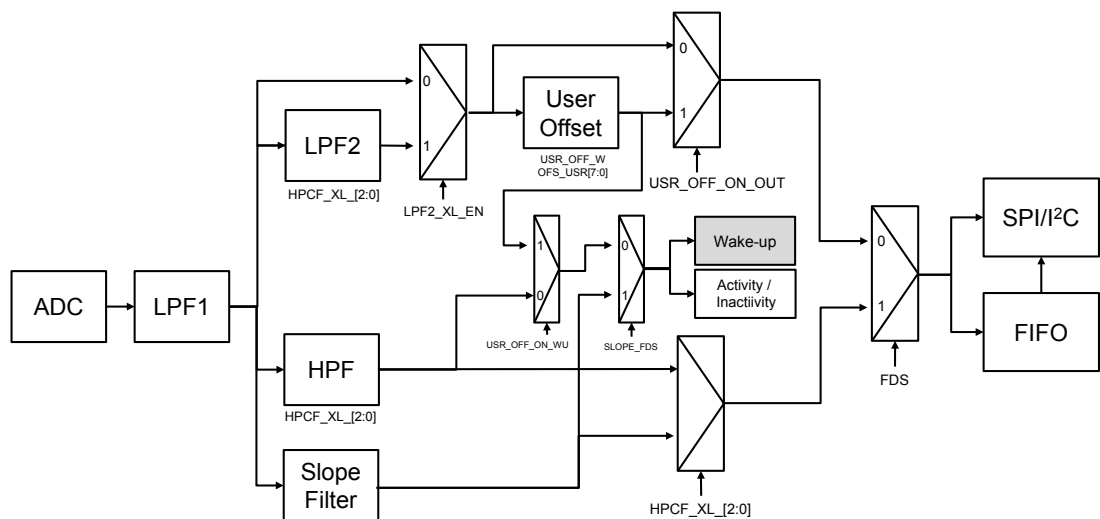 0
1
LPF2
HPCF_XL_[2:0]
LPF2_XL_EN
User
Offset
USR_OFF_W
OFS_USR[7:0]
0
1
USR_OFF_ON_OUT
ADC
LPF1
1
0
USR_OFF_ON_WU
0
1
SLOPE_FDS
Wake-up
Activity /
Inactiivity
0
1
FDS
SPI/I²C
FIFO
HPF
HPCF_XL_[2:0]
Slope
Filter
HPCF_XL_[2:0]